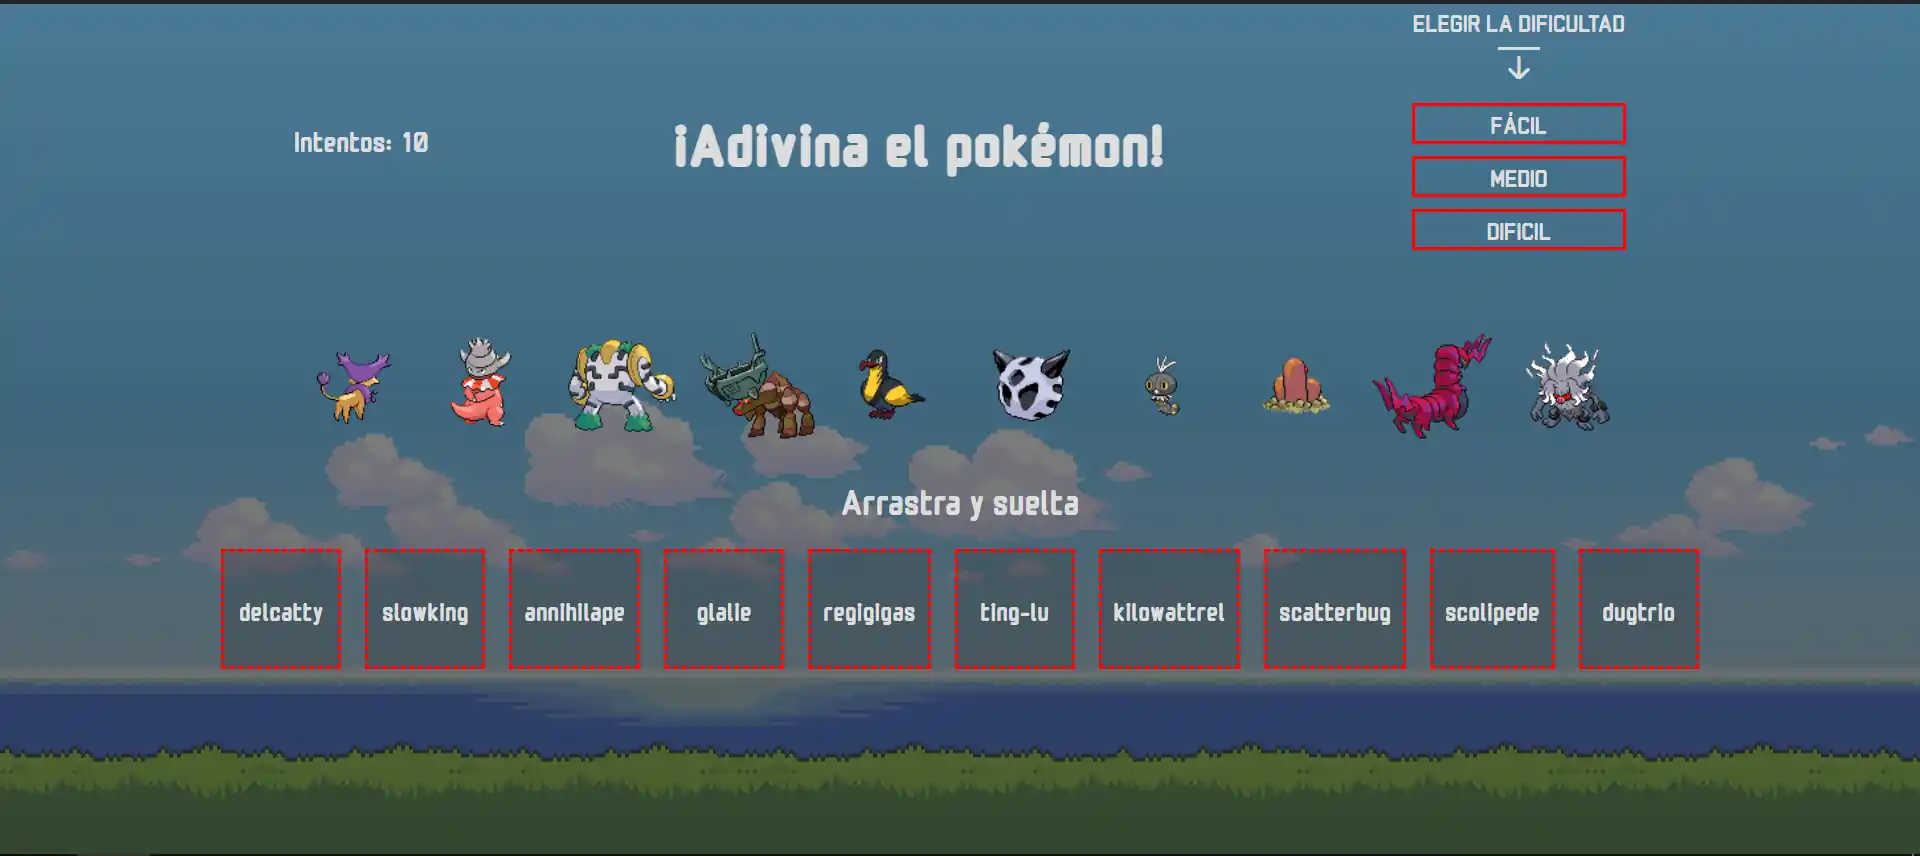 ELEGIR LA DIFICULTAD
Intentos: 10
¡Adivina el pokémon!
FÁCIL
MEDIO
DIFICIL
Arrastra y suelta
delcatty
slowking
annihilape
glalie
regigigas
ting-lu
kilowattrel
scatterbug
scolipede
dugtrio